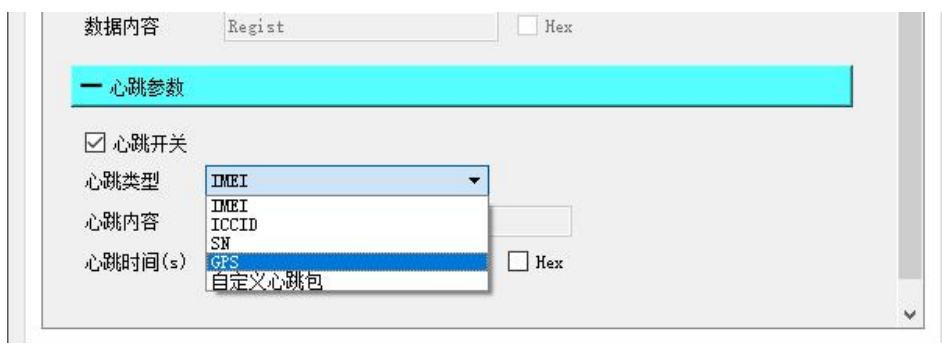 数据内容 Regist Hex
心跳参数
心跳开关
心跳类型 IMEI
IMEI
心跳内容 ICCID
SN
心跳时间(s) GPS Hex
自定义心跳包